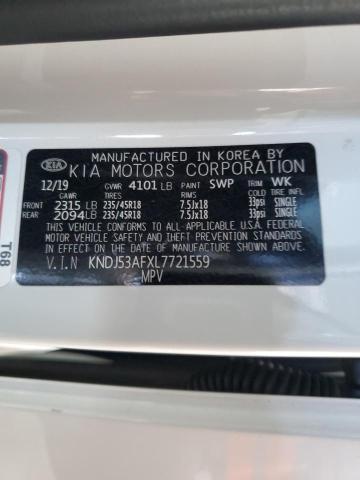 MANUFACTURED IN KOREA BY
KIA KIA MOTORS CORPORATION
12/19 GVWR 4101 LB PAINT SWP TRIM WK
GAWR TIRES RIMS COLD TIRE INFL
FRONT 2315 LB 235/45R18 7.5Jx18 33psi SINGLE
REAR 2094 LB 235/45R18 7.5Jx18 33psi SINGLE
THIS VEHICLE CONFORMS TO ALL APPLICABLE U.S.A. FEDERAL
MOTOR VEHICLE SAFETY AND THEFT PREVENTION STANDARDS
IN EFFECT ON THE DATE OF MANUFACTURE SHOWN ABOVE.
V.I.N KNDJ53AFXL7721559
MPV
T68